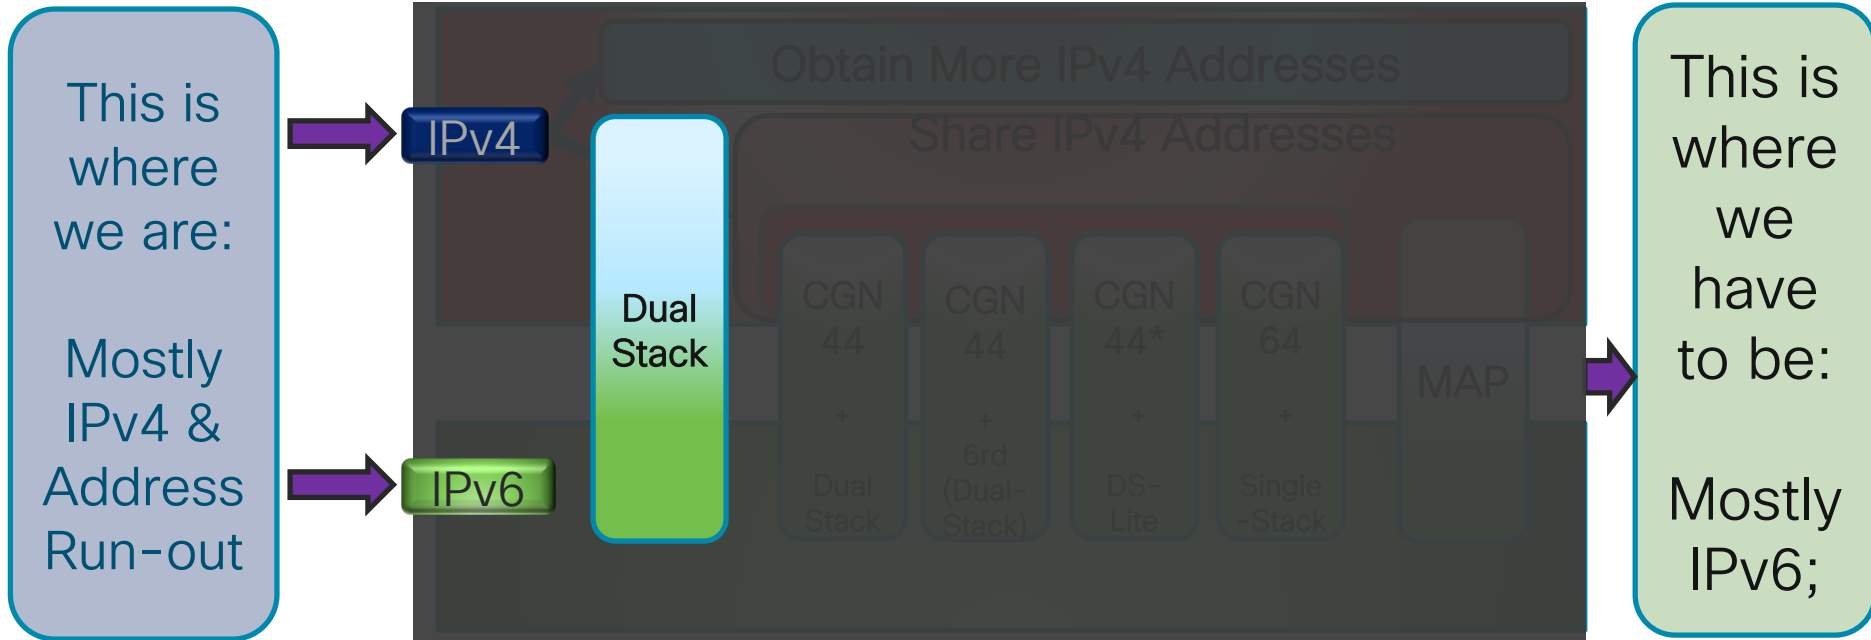 This is
where
we are:
Mostly
IPv4 &
Address
Run-out
IPv4
IPv6
Dual
Stack
Obtain More IPv4 Addresses
Share IPv4 Addresses
CGN
44
+
Dual
Stack
CGN
44
+
6rd
(Dual-
Stack)
CGN
44*
+
DS-
Lite
CGN
64
+
Single
-Stack
MAP
This is
where
we
have
to be:
Mostly
IPv6;